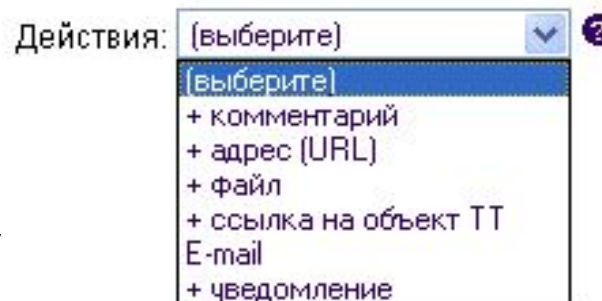 Действия: (выберите) ?
(выберите)
+ комментарий
+ адрес (URL)
+ файл
+ ссылка на объект ТТ
E-mail
+ уведомление